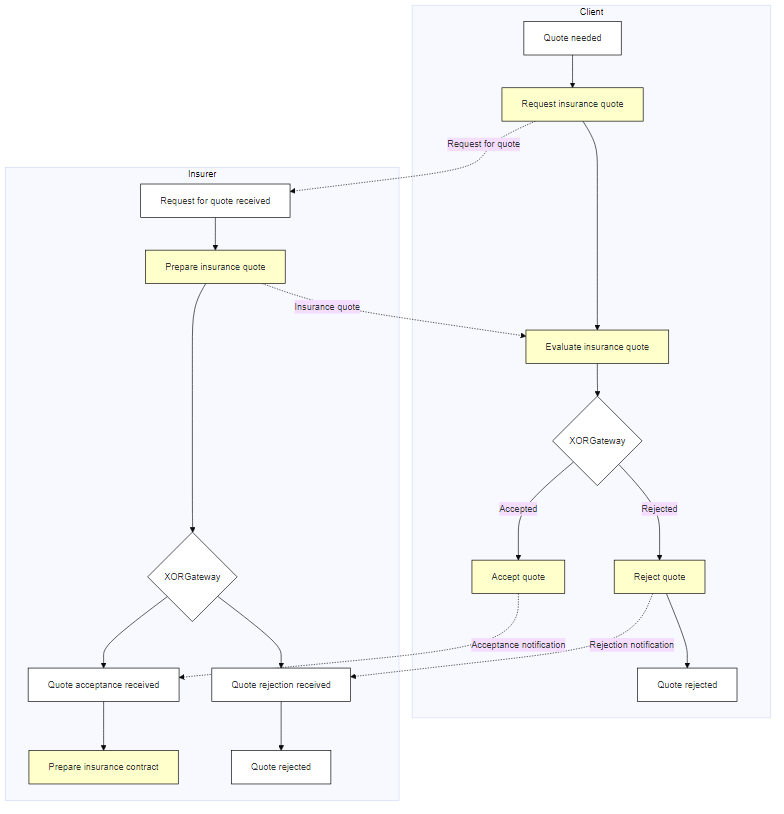 Client
Quote needed
Request insurance quote
Request for quote
Insurer
Request for quote received
Prepare insurance quote
Insurance quote
Evaluate insurance quote
XORGateway
Accepted
Rejected
XORGateway
Accept quote
Reject quote
Acceptance notification
Rejection notification
Quote acceptance received
Quote rejection received
Quote rejected
Prepare insurance contract
Quote rejected